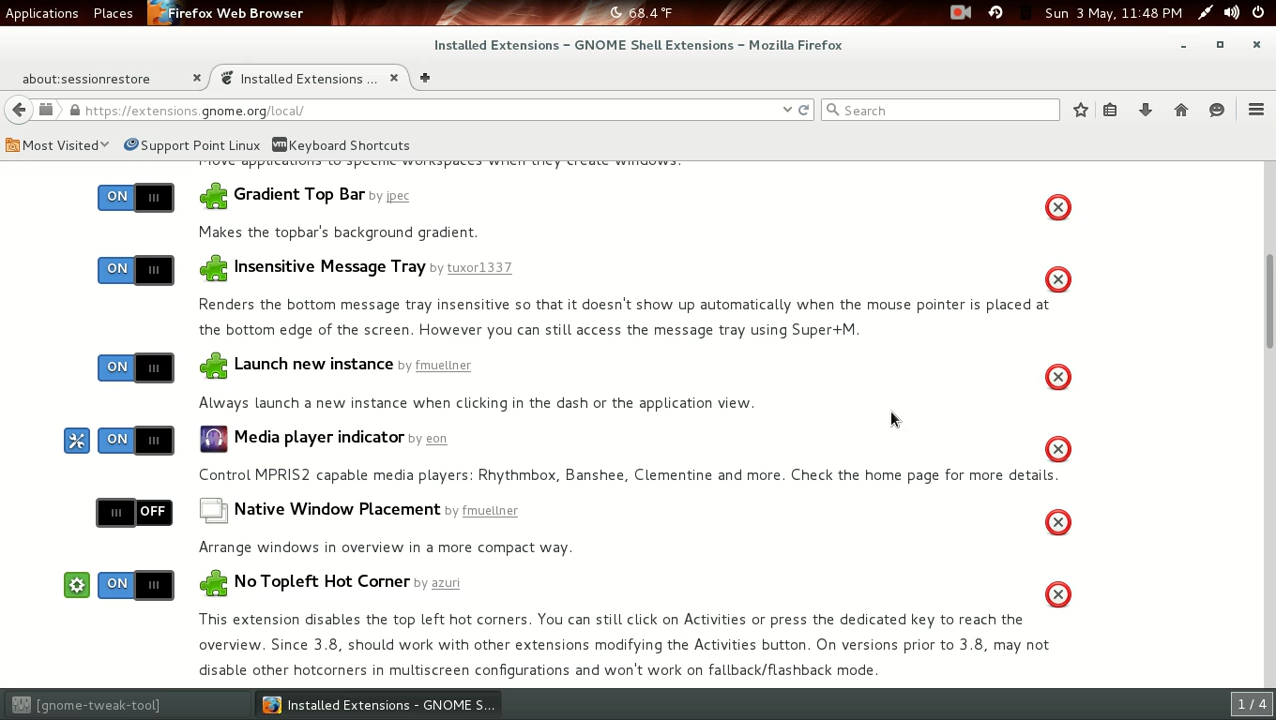 Applications Places Firefox Web Browser 68.4 °F Sun 3 May, 11:48 PM
Installed Extensions – GNOME Shell Extensions – Mozilla Firefox
about:sessionrestore Installed Extensions ...
https://extensions.gnome.org/local/ Search
Most Visited Support Point Linux vm Keyboard Shortcuts
Move applications to specific workspaces when they create windows.
ON Gradient Top Bar by jpec
Makes the topbar's background gradient.
ON Insensitive Message Tray by tuxor1337
Renders the bottom message tray insensitive so that it doesn't show up automatically when the mouse pointer is placed at
the bottom edge of the screen. However you can still access the message tray using Super+M.
ON Launch new instance by fmuellner
Always launch a new instance when clicking in the dash or the application view.
ON Media player indicator by eon
Control MPRIS2 capable media players: Rhythmbox, Banshee, Clementine and more. Check the home page for more details.
OFF Native Window Placement by fmuellner
Arrange windows in overview in a more compact way.
ON No Topleft Hot Corner by azuri
This extension disables the top left hot corners. You can still click on Activities or press the dedicated key to reach the
overview. Since 3.8, should work with other extensions modifying the Activities button. On versions prior to 3.8, may not
disable other hotcorners in multiscreen configurations and won't work on fallback/flashback mode.
[gnome-tweak-tool] Installed Extensions - GNOME S... 1 / 4